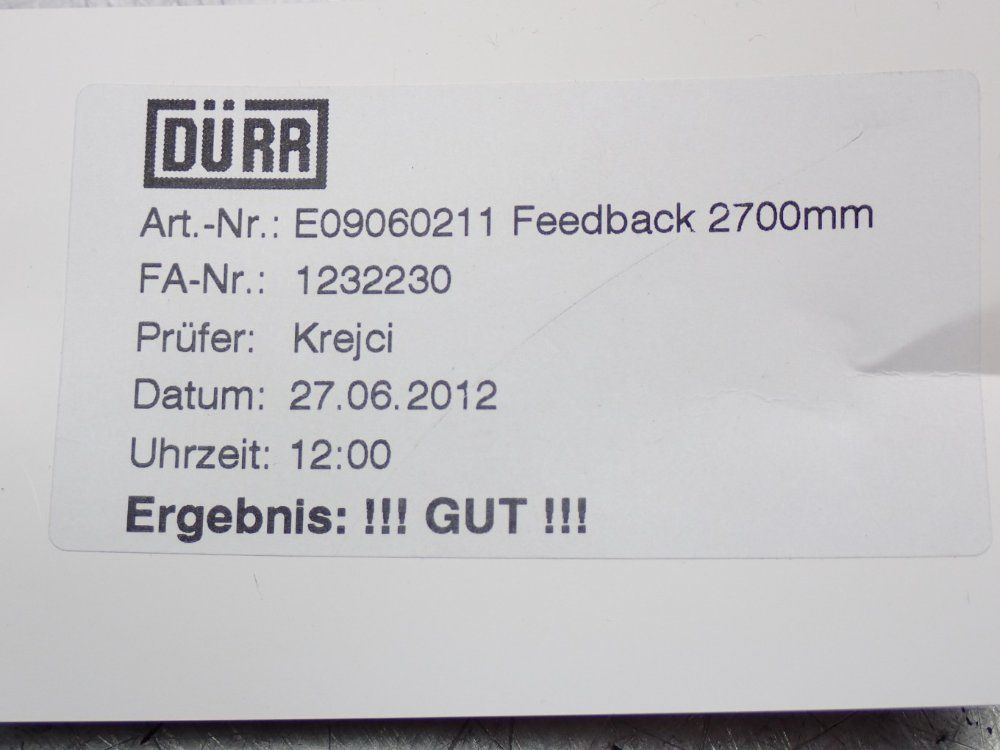 DÜRR
Art.-Nr.: E09060211 Feedback 2700mm
FA-Nr.: 1232230
Prüfer: Krejci
Datum: 27.06.2012
Uhrzeit: 12:00
Ergebnis: !!! GUT !!!